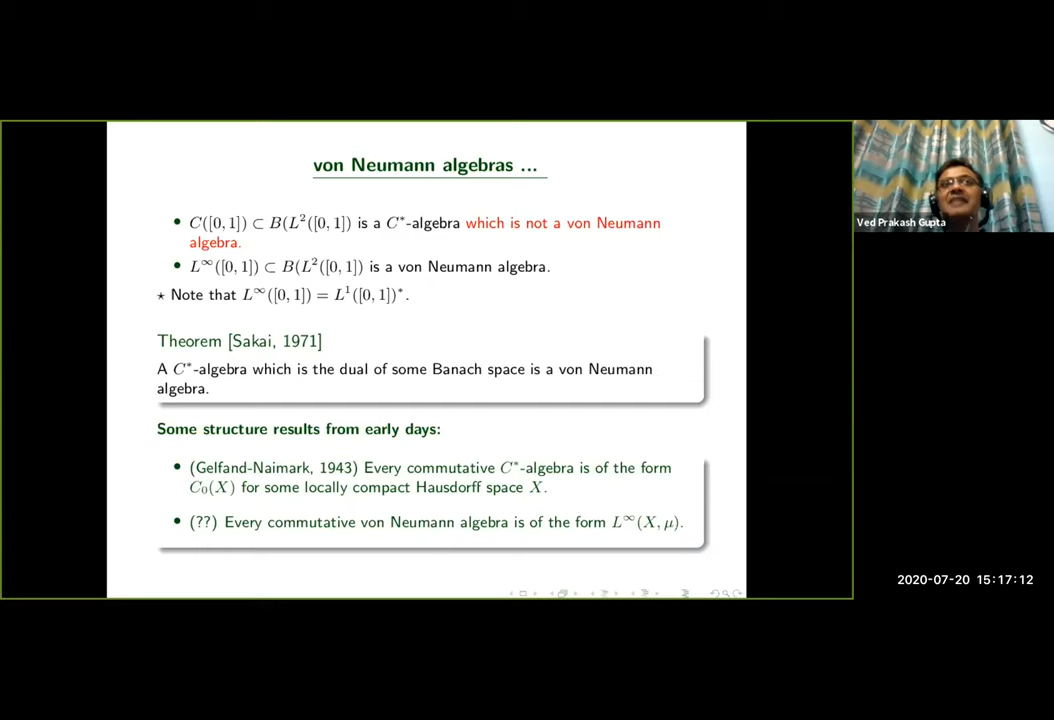 von Neumann algebras ...
• C([0, 1]) ⊂ B(L²([0, 1]) is a C*-algebra which is not a von Neumann
algebra.
• L∞([0, 1]) ⊂ B(L²([0, 1]) is a von Neumann algebra.
⋆ Note that L∞([0, 1]) = L¹([0, 1])*.
Theorem [Sakai, 1971]
A C*-algebra which is the dual of some Banach space is a von Neumann
algebra.
Some structure results from early days:
• (Gelfand-Naimark, 1943) Every commutative C*-algebra is of the form
C₀(X) for some locally compact Hausdorff space X.
• (??) Every commutative von Neumann algebra is of the form L∞(X, μ).
Ved Prakash Gupta
2020-07-20 15:17:12